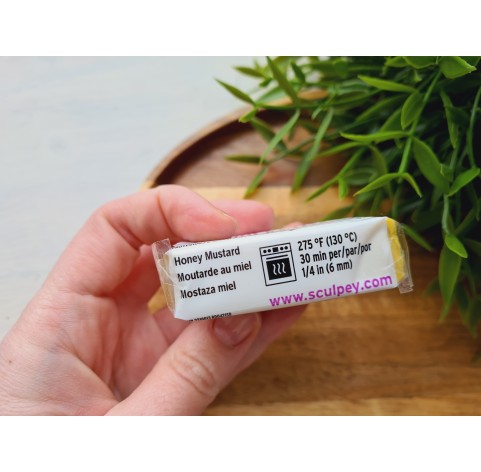 Honey Mustard
Moutarde au miel
Mostaza miel
275 °F (130 °C)
30 min per/par/por
1/4 in (6 mm)
www.sculpey.com